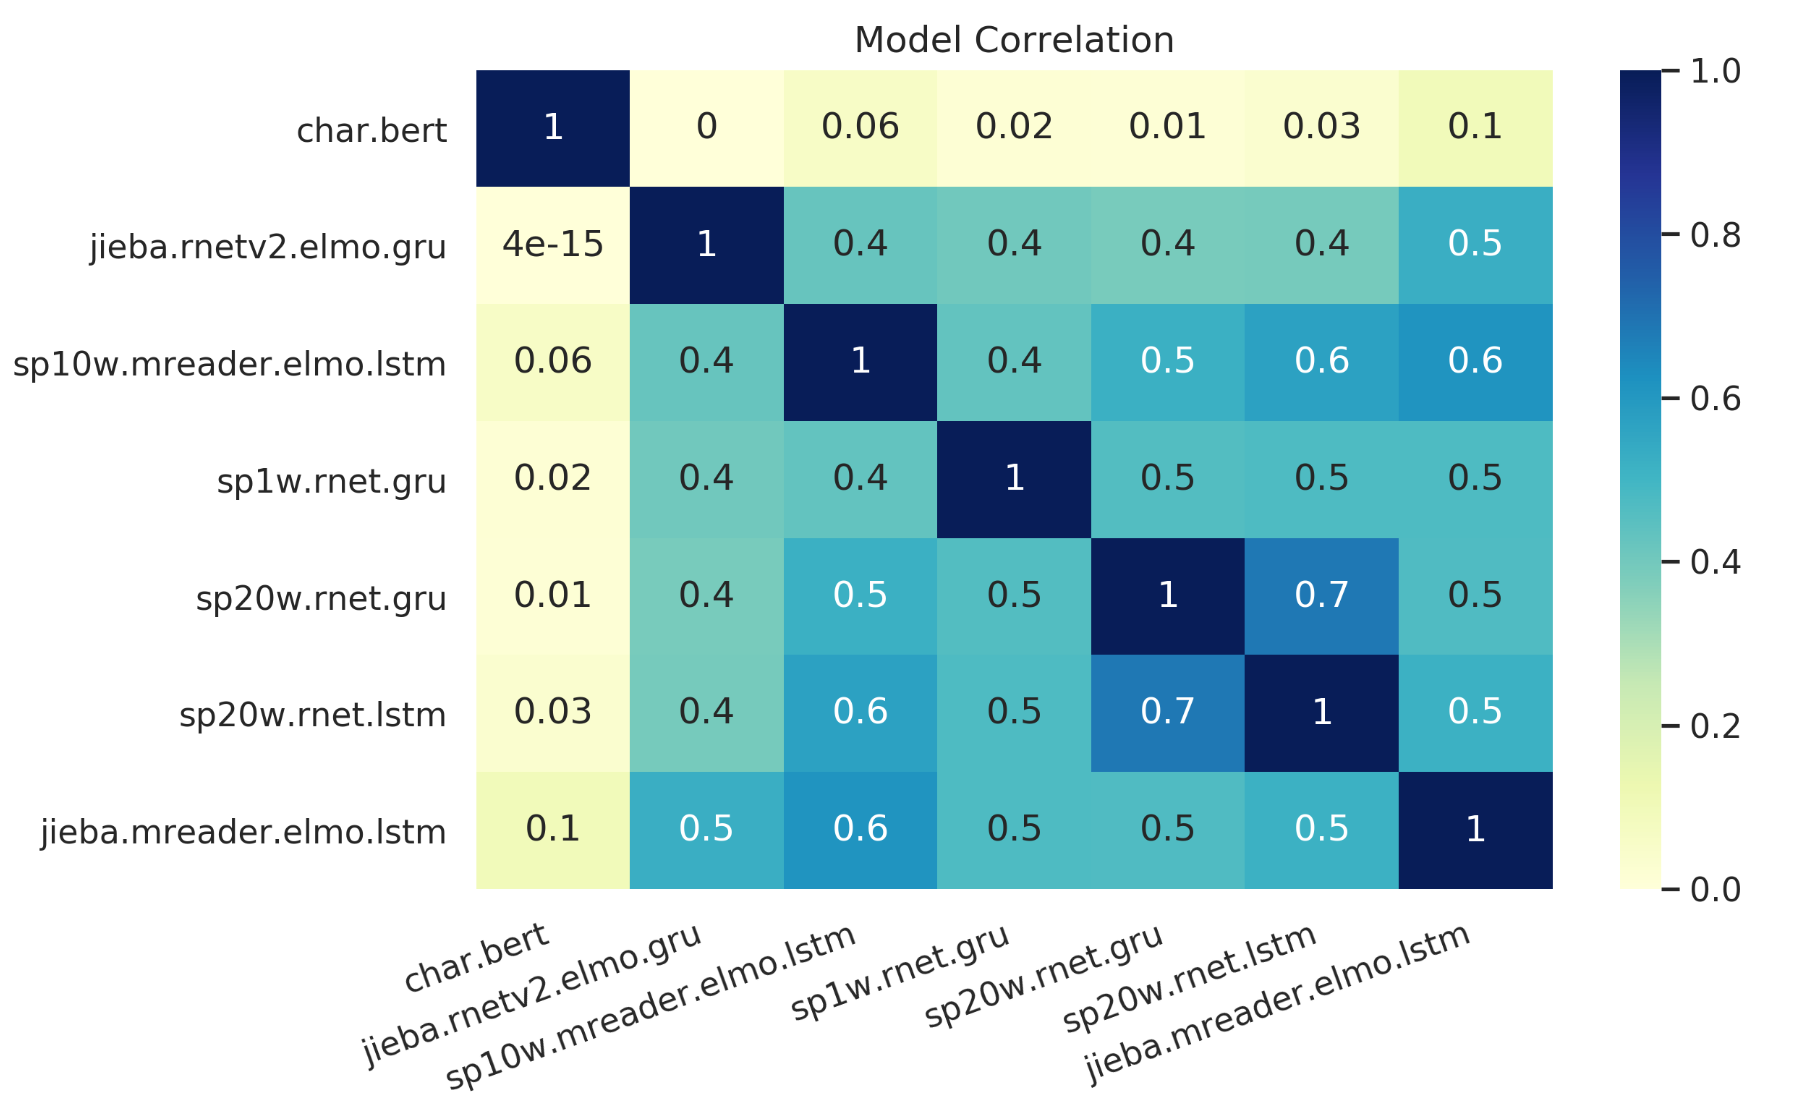 Model Correlation
char.bert 1 0 0.06 0.02 0.01 0.03 0.1
jieba.rnetv2.elmo.gru 4e-15 1 0.4 0.4 0.4 0.4 0.5
sp10w.mreader.elmo.lstm 0.06 0.4 1 0.4 0.5 0.6 0.6
sp1w.rnet.gru 0.02 0.4 0.4 1 0.5 0.5 0.5
sp20w.rnet.gru 0.01 0.4 0.5 0.5 1 0.7 0.5
sp20w.rnet.lstm 0.03 0.4 0.6 0.5 0.7 1 0.5
jieba.mreader.elmo.lstm 0.1 0.5 0.6 0.5 0.5 0.5 1
char.bert
jieba.rnetv2.elmo.gru
sp10w.mreader.elmo.lstm
sp1w.rnet.gru
sp20w.rnet.gru
sp20w.rnet.lstm
jieba.mreader.elmo.lstm
1.0
0.8
0.6
0.4
0.2
0.0